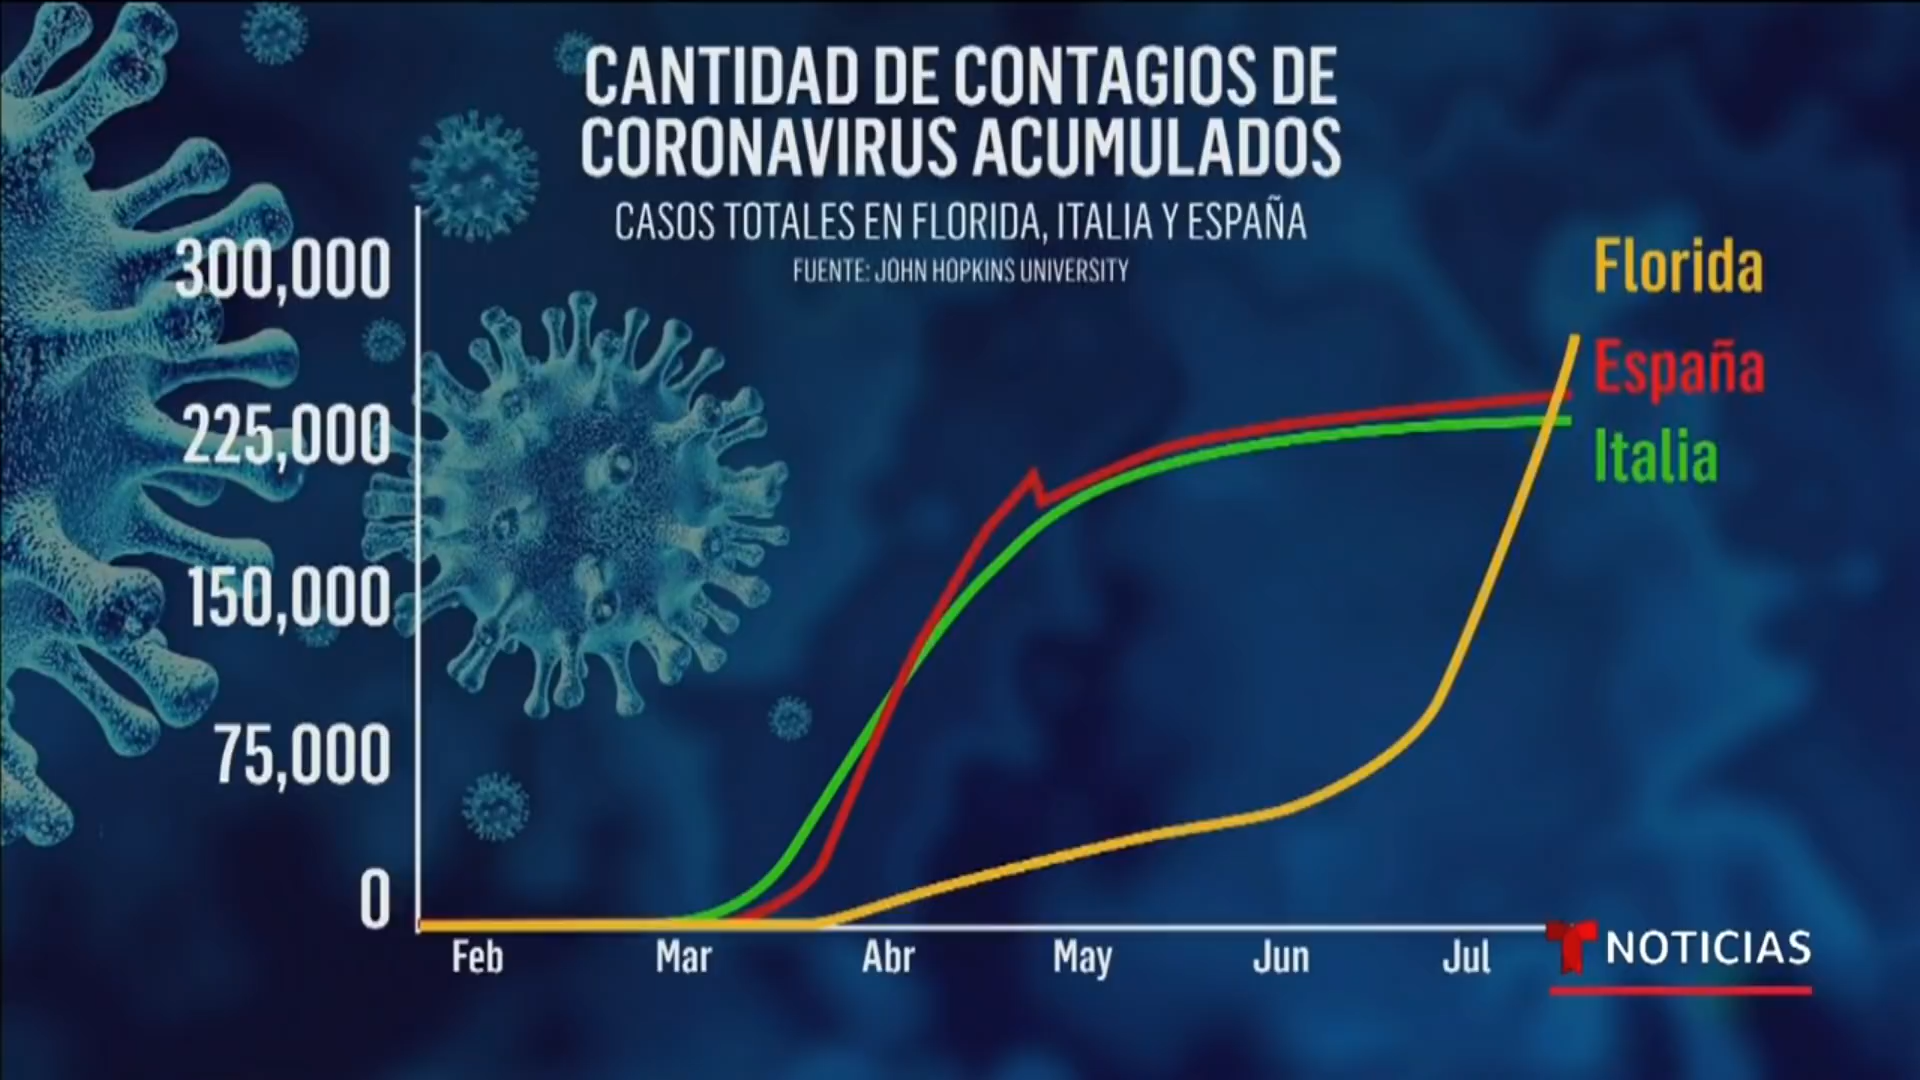 CANTIDAD DE CONTAGIOS DE
CORONAVIRUS ACUMULADOS
CASOS TOTALES EN FLORIDA, ITALIA Y ESPAÑA
FUENTE: JOHN HOPKINS UNIVERSITY
300,000
225,000
150,000
75,000
0
Florida
España
Italia
Feb Mar Abr May Jun Jul
NOTICIAS